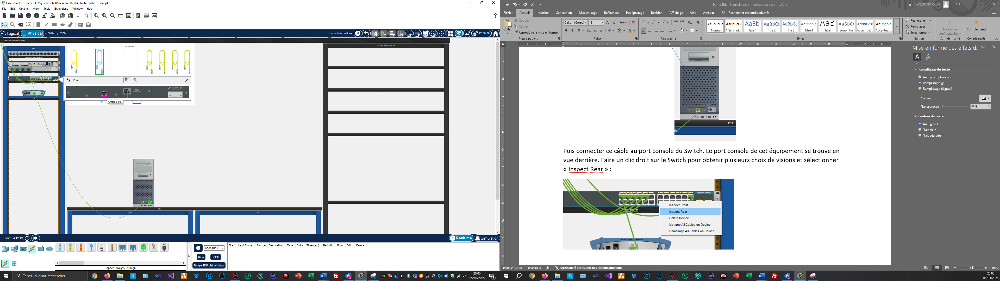 Cisco Packet Tracer - D:\SynchroSNIR\Réseau 2025\Activité partie 1 final.pkt
File Edit Options View Tools Extensions Window Help
Logical
Physical
x: 9894m, y: 6571m
Local informatique
22:50:30
Armoire ressources
Rear
Console
PC1
Time: 04:42:19
Realtime
Simulation
Scenario 0
New
Delete
Toggle PDU List Window
Fire Last Status Source Destination Type Color Time(sec) Periodic Num Edit Delete
Copper Straight-Through
Taper ici pour rechercher
20:00
05/03/2025
Partie 1bis - Nouvelle salle informatique.docx - Word
JACQUEMET Cédric
Fichier Accueil Insertion Conception Mise en page Références Publipostage Révision Affichage Aide Acrobat Rechercher des outils adaptés
Coller
Couper
Copier
Reproduire la mise en forme
Presse-papiers
Calibri (Corps) 11
Police
Paragraphe
AaBbCcDc ¶ Normal
AaBbCcDc ¶ Sans int...
AaBb( Titre 1
AaBbCc Titre 2
AaBbCc Titre 3
AaBbCcDc Titre 4
AaB Titre
AaBbCc Sous-titre
AaBbCcDc Accentuat...
AaBbCcDc Accentuat...
Styles
Rechercher
Remplacer
Sélectionner
Édition
Niveau de confidentialité
Confidentialité
Compléments
Compléments
PC1
Puis connecter ce câble au port console du Switch. Le port console de cet équipement se trouve en
vue derrière. Faire un clic droit sur le Switch pour obtenir plusieurs choix de visions et sélectionner
« Inspect Rear » :
Catalyst 2960
Inspect Front
Inspect Rear
Delete Device
Manage All Cables on Device
Unmanage All Cables on Device
Mise en forme des effets d...
Remplissage du texte
Aucun remplissage
Remplissage uni
Remplissage dégradé
Couleur
Transparence 0 %
Contour du texte
Aucun trait
Trait plein
Trait dégradé
Page 34 sur 35 4390 mots Accessibilité : consultez nos recommandations
180 %
20:00
05/03/2025